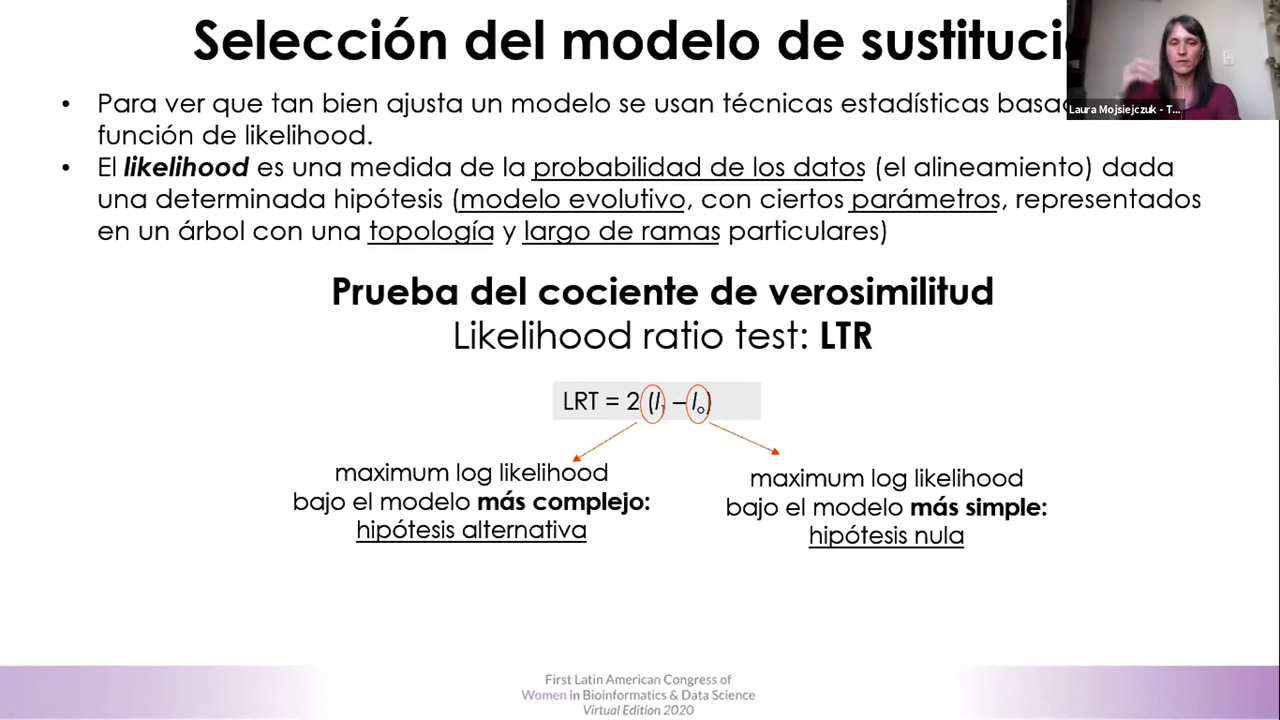 Selección del modelo de sustituci
• Para ver que tan bien ajusta un modelo se usan técnicas estadísticas
función de likelihood.
• El likelihood es una medida de la probabilidad de los datos (el alineamiento) dada
una determinada hipótesis (modelo evolutivo, con ciertos parámetros, representados
en un árbol con una topología y largo de ramas particulares)
Prueba del cociente de verosimilitud
Likelihood ratio test: LTR
LRT = 2 (l₁ – l₀)
maximum log likelihood
bajo el modelo más complejo:
hipótesis alternativa
maximum log likelihood
bajo el modelo más simple:
hipótesis nula
Laura Mojsiejczuk - T...
First Latin American Congress of
Women in Bioinformatics & Data Science
Virtual Edition 2020